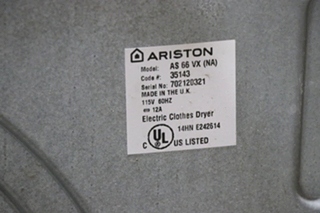 ARISTON
Model: AS 66 VX (NA)
Code #: 35143
Serial No: 702120321
MADE IN THE U.K.
115V 60HZ
12A
Electric Clothes Dryer
14HN E242614
C UL US LISTED